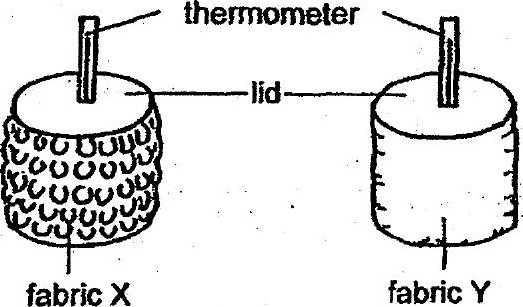 thermometer
lid
fabric X
fabric Y